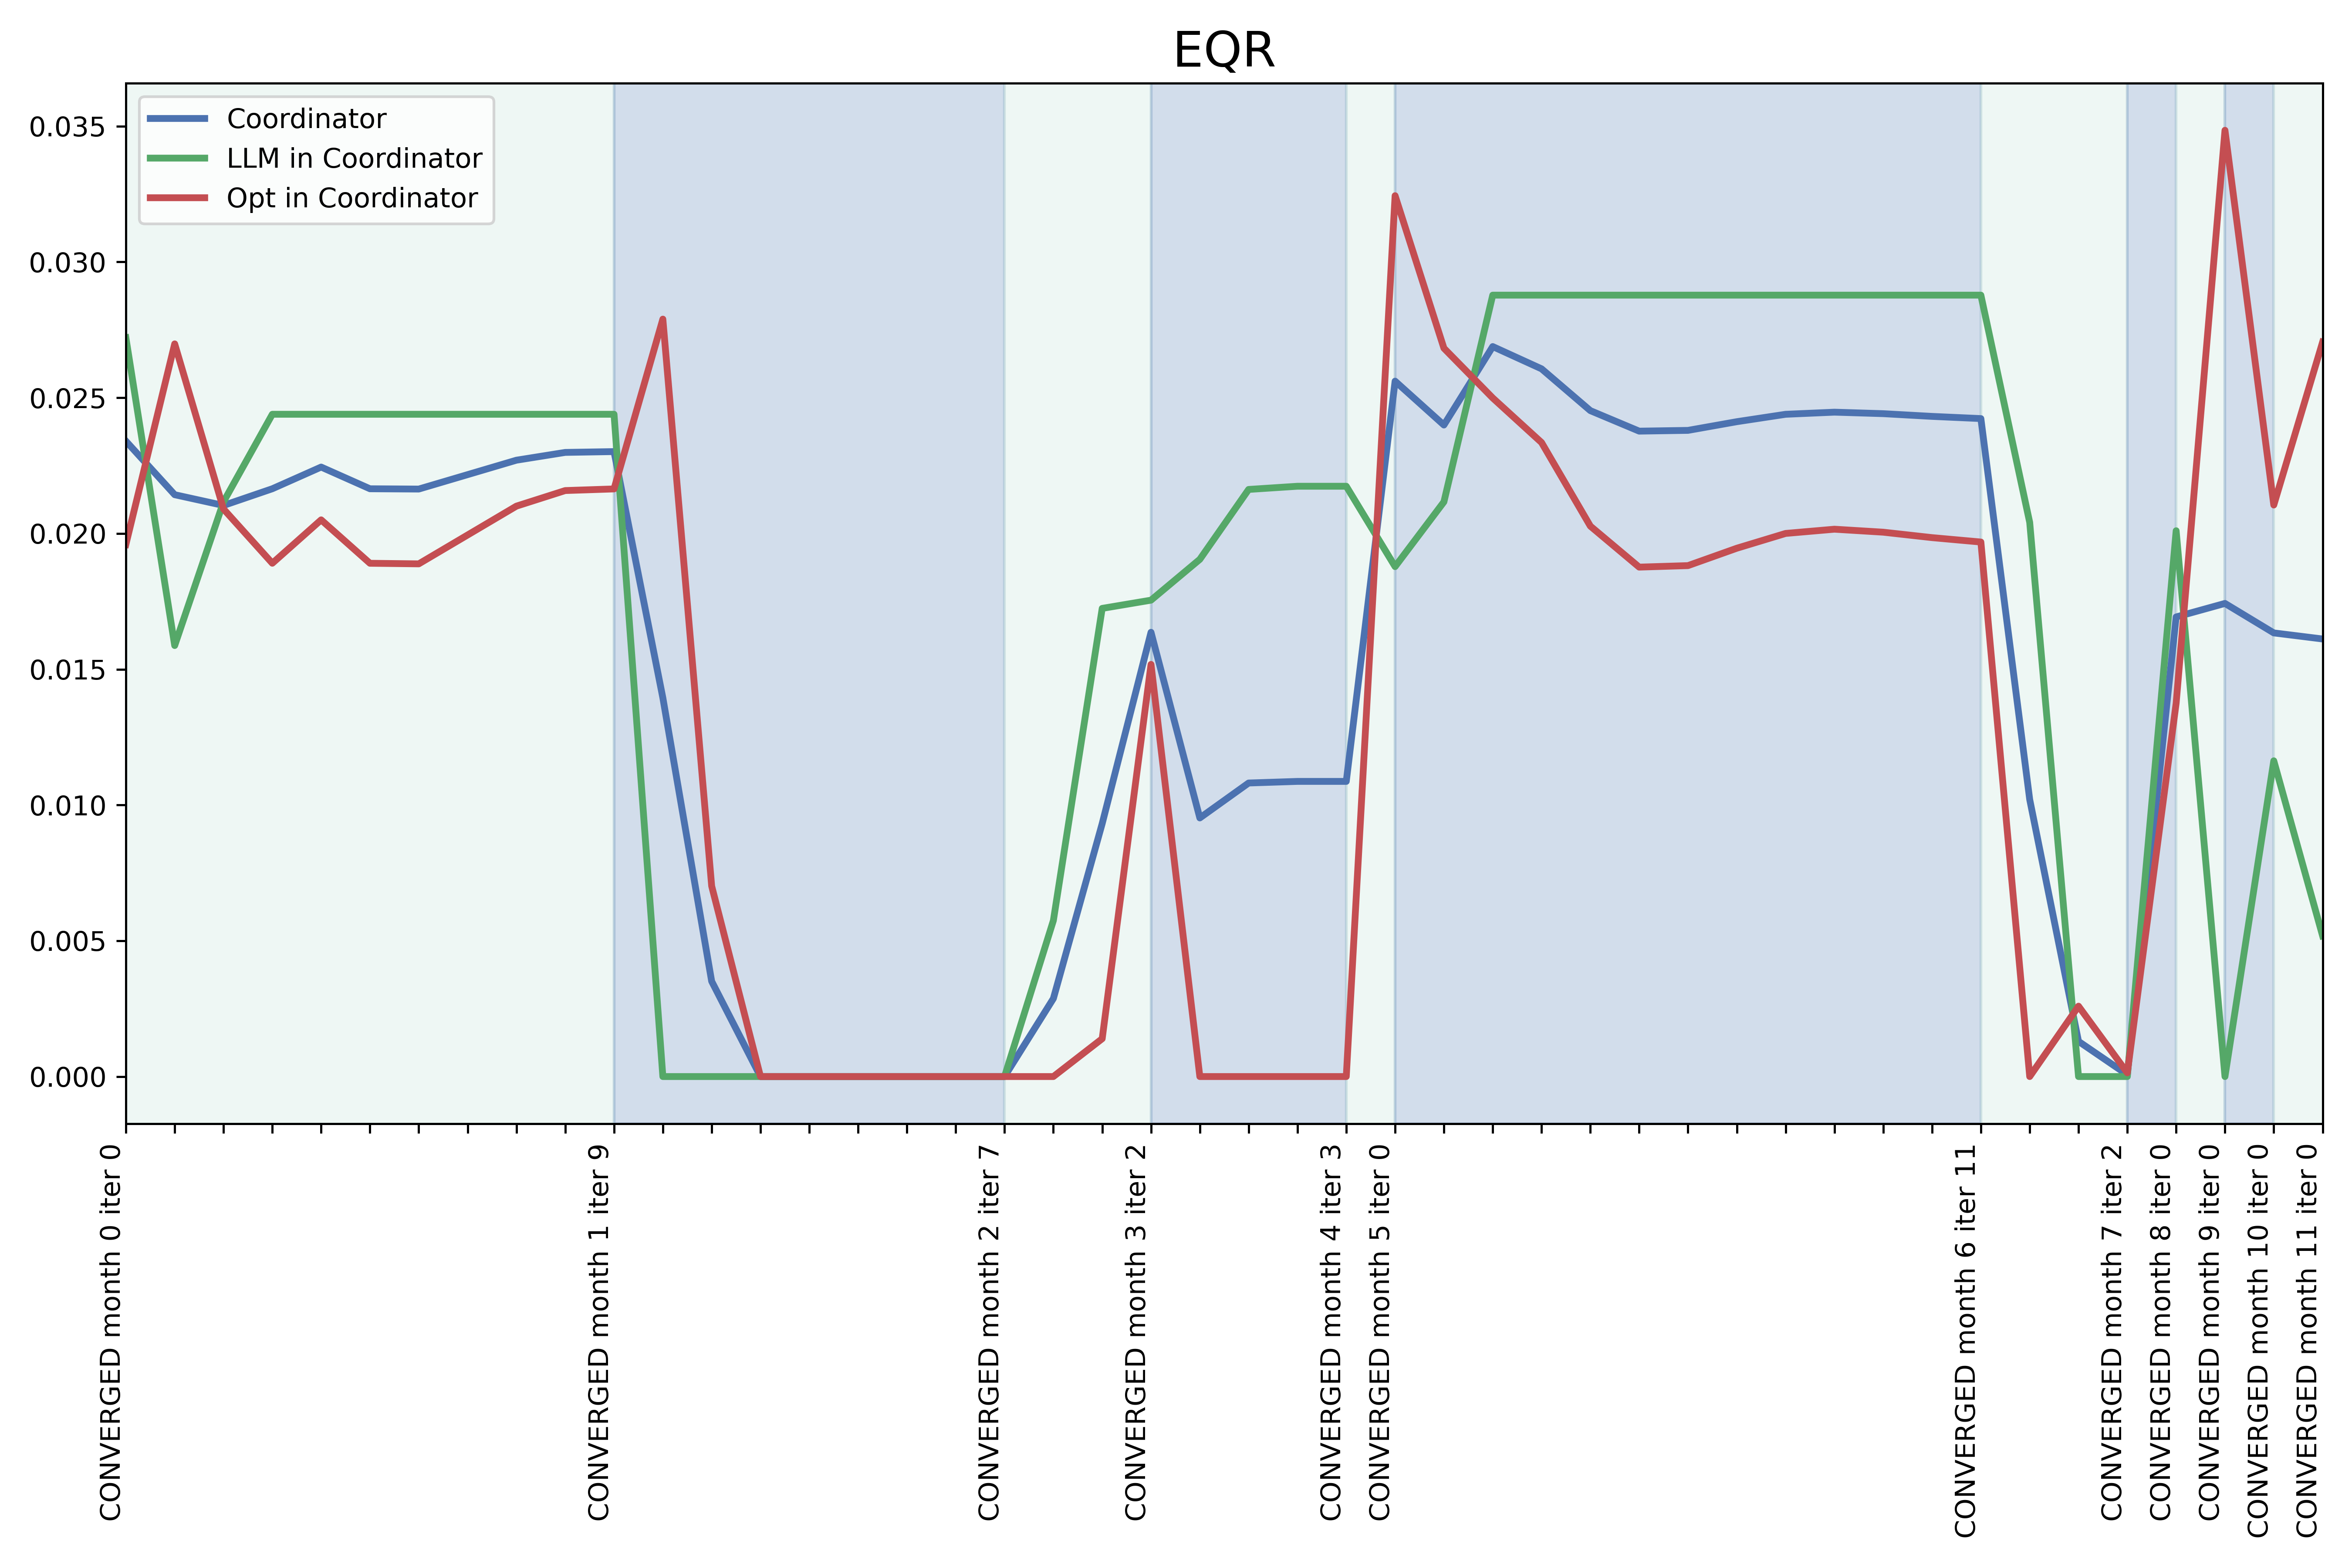 EQR
Coordinator
LLM in Coordinator
Opt in Coordinator
0.035
0.030
0.025
0.020
0.015
0.010
0.005
0.000
CONVERGED month 0 iter 0
CONVERGED month 1 iter 9
CONVERGED month 2 iter 7
CONVERGED month 3 iter 2
CONVERGED month 4 iter 3
CONVERGED month 5 iter 0
CONVERGED month 6 iter 11
CONVERGED month 7 iter 2
CONVERGED month 8 iter 0
CONVERGED month 9 iter 0
CONVERGED month 10 iter 0
CONVERGED month 11 iter 0